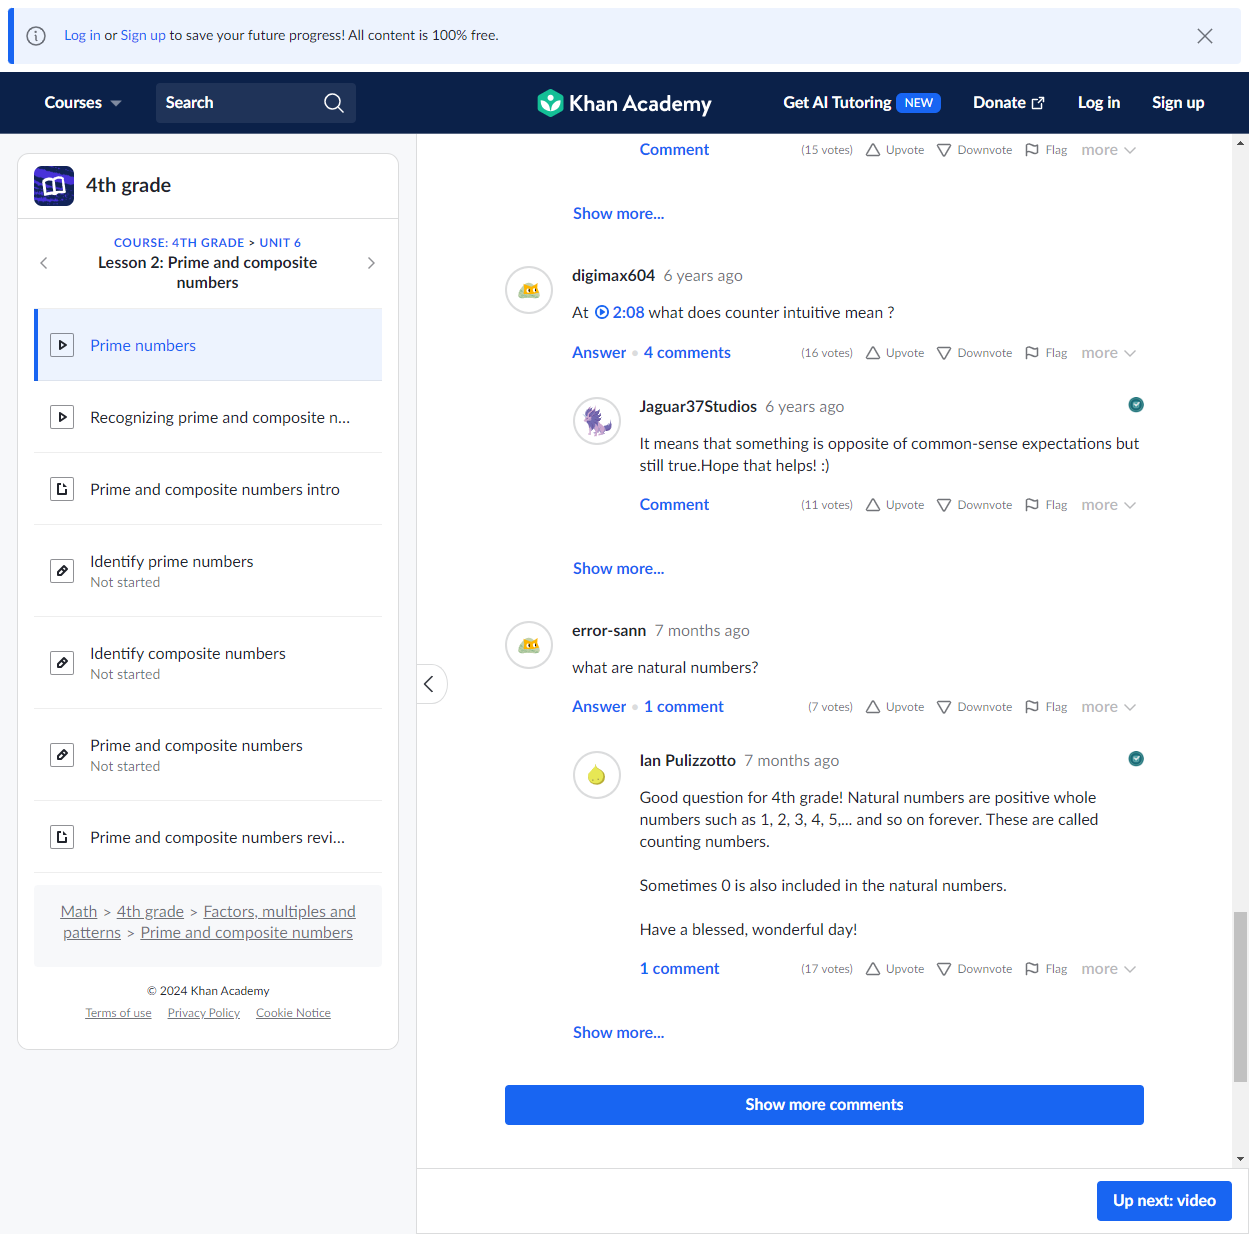 Log in or Sign up to save your future progress! All content is 100% free.
Courses
Search
Khan Academy
Get AI Tutoring NEW
Donate
Log in
Sign up
4th grade
COURSE: 4TH GRADE > UNIT 6
Lesson 2: Prime and composite
numbers
Prime numbers
Recognizing prime and composite n...
Prime and composite numbers intro
Identify prime numbers
Not started
Identify composite numbers
Not started
Prime and composite numbers
Not started
Prime and composite numbers revi...
Math > 4th grade > Factors, multiples and
patterns > Prime and composite numbers
© 2024 Khan Academy
Terms of use Privacy Policy Cookie Notice
Comment (15 votes) Upvote Downvote Flag more
Show more...
digimax604 6 years ago
At 2:08 what does counter intuitive mean ?
Answer • 4 comments (16 votes) Upvote Downvote Flag more
Jaguar37Studios 6 years ago
It means that something is opposite of common-sense expectations but
still true.Hope that helps! :)
Comment (11 votes) Upvote Downvote Flag more
Show more...
error-sann 7 months ago
what are natural numbers?
Answer • 1 comment (7 votes) Upvote Downvote Flag more
Ian Pulizzotto 7 months ago
Good question for 4th grade! Natural numbers are positive whole
numbers such as 1, 2, 3, 4, 5,... and so on forever. These are called
counting numbers.
Sometimes 0 is also included in the natural numbers.
Have a blessed, wonderful day!
1 comment (17 votes) Upvote Downvote Flag more
Show more...
Show more comments
Up next: video